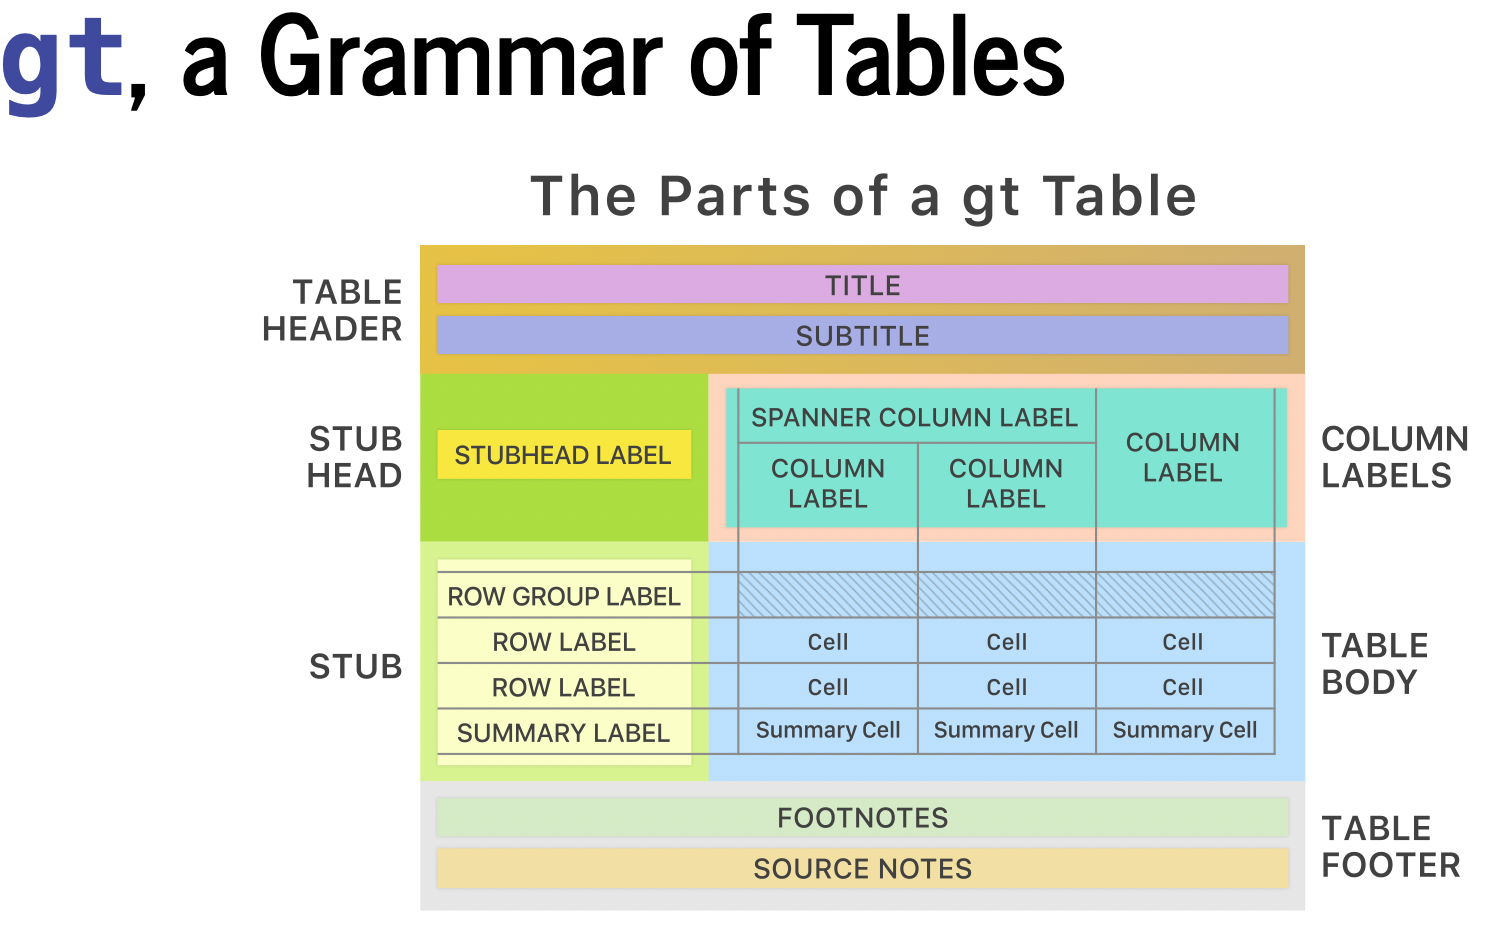 gt, a Grammar of Tables
The Parts of a gt Table
TABLE
HEADER
TITLE
SUBTITLE
STUB
HEAD
STUBHEAD LABEL
SPANNER COLUMN LABEL
COLUMN
LABEL
COLUMN
LABEL
COLUMN
LABEL
COLUMN
LABELS
STUB
ROW GROUP LABEL
ROW LABEL Cell Cell Cell
ROW LABEL Cell Cell Cell
SUMMARY LABEL Summary Cell Summary Cell Summary Cell
TABLE
BODY
FOOTNOTES
SOURCE NOTES
TABLE
FOOTER